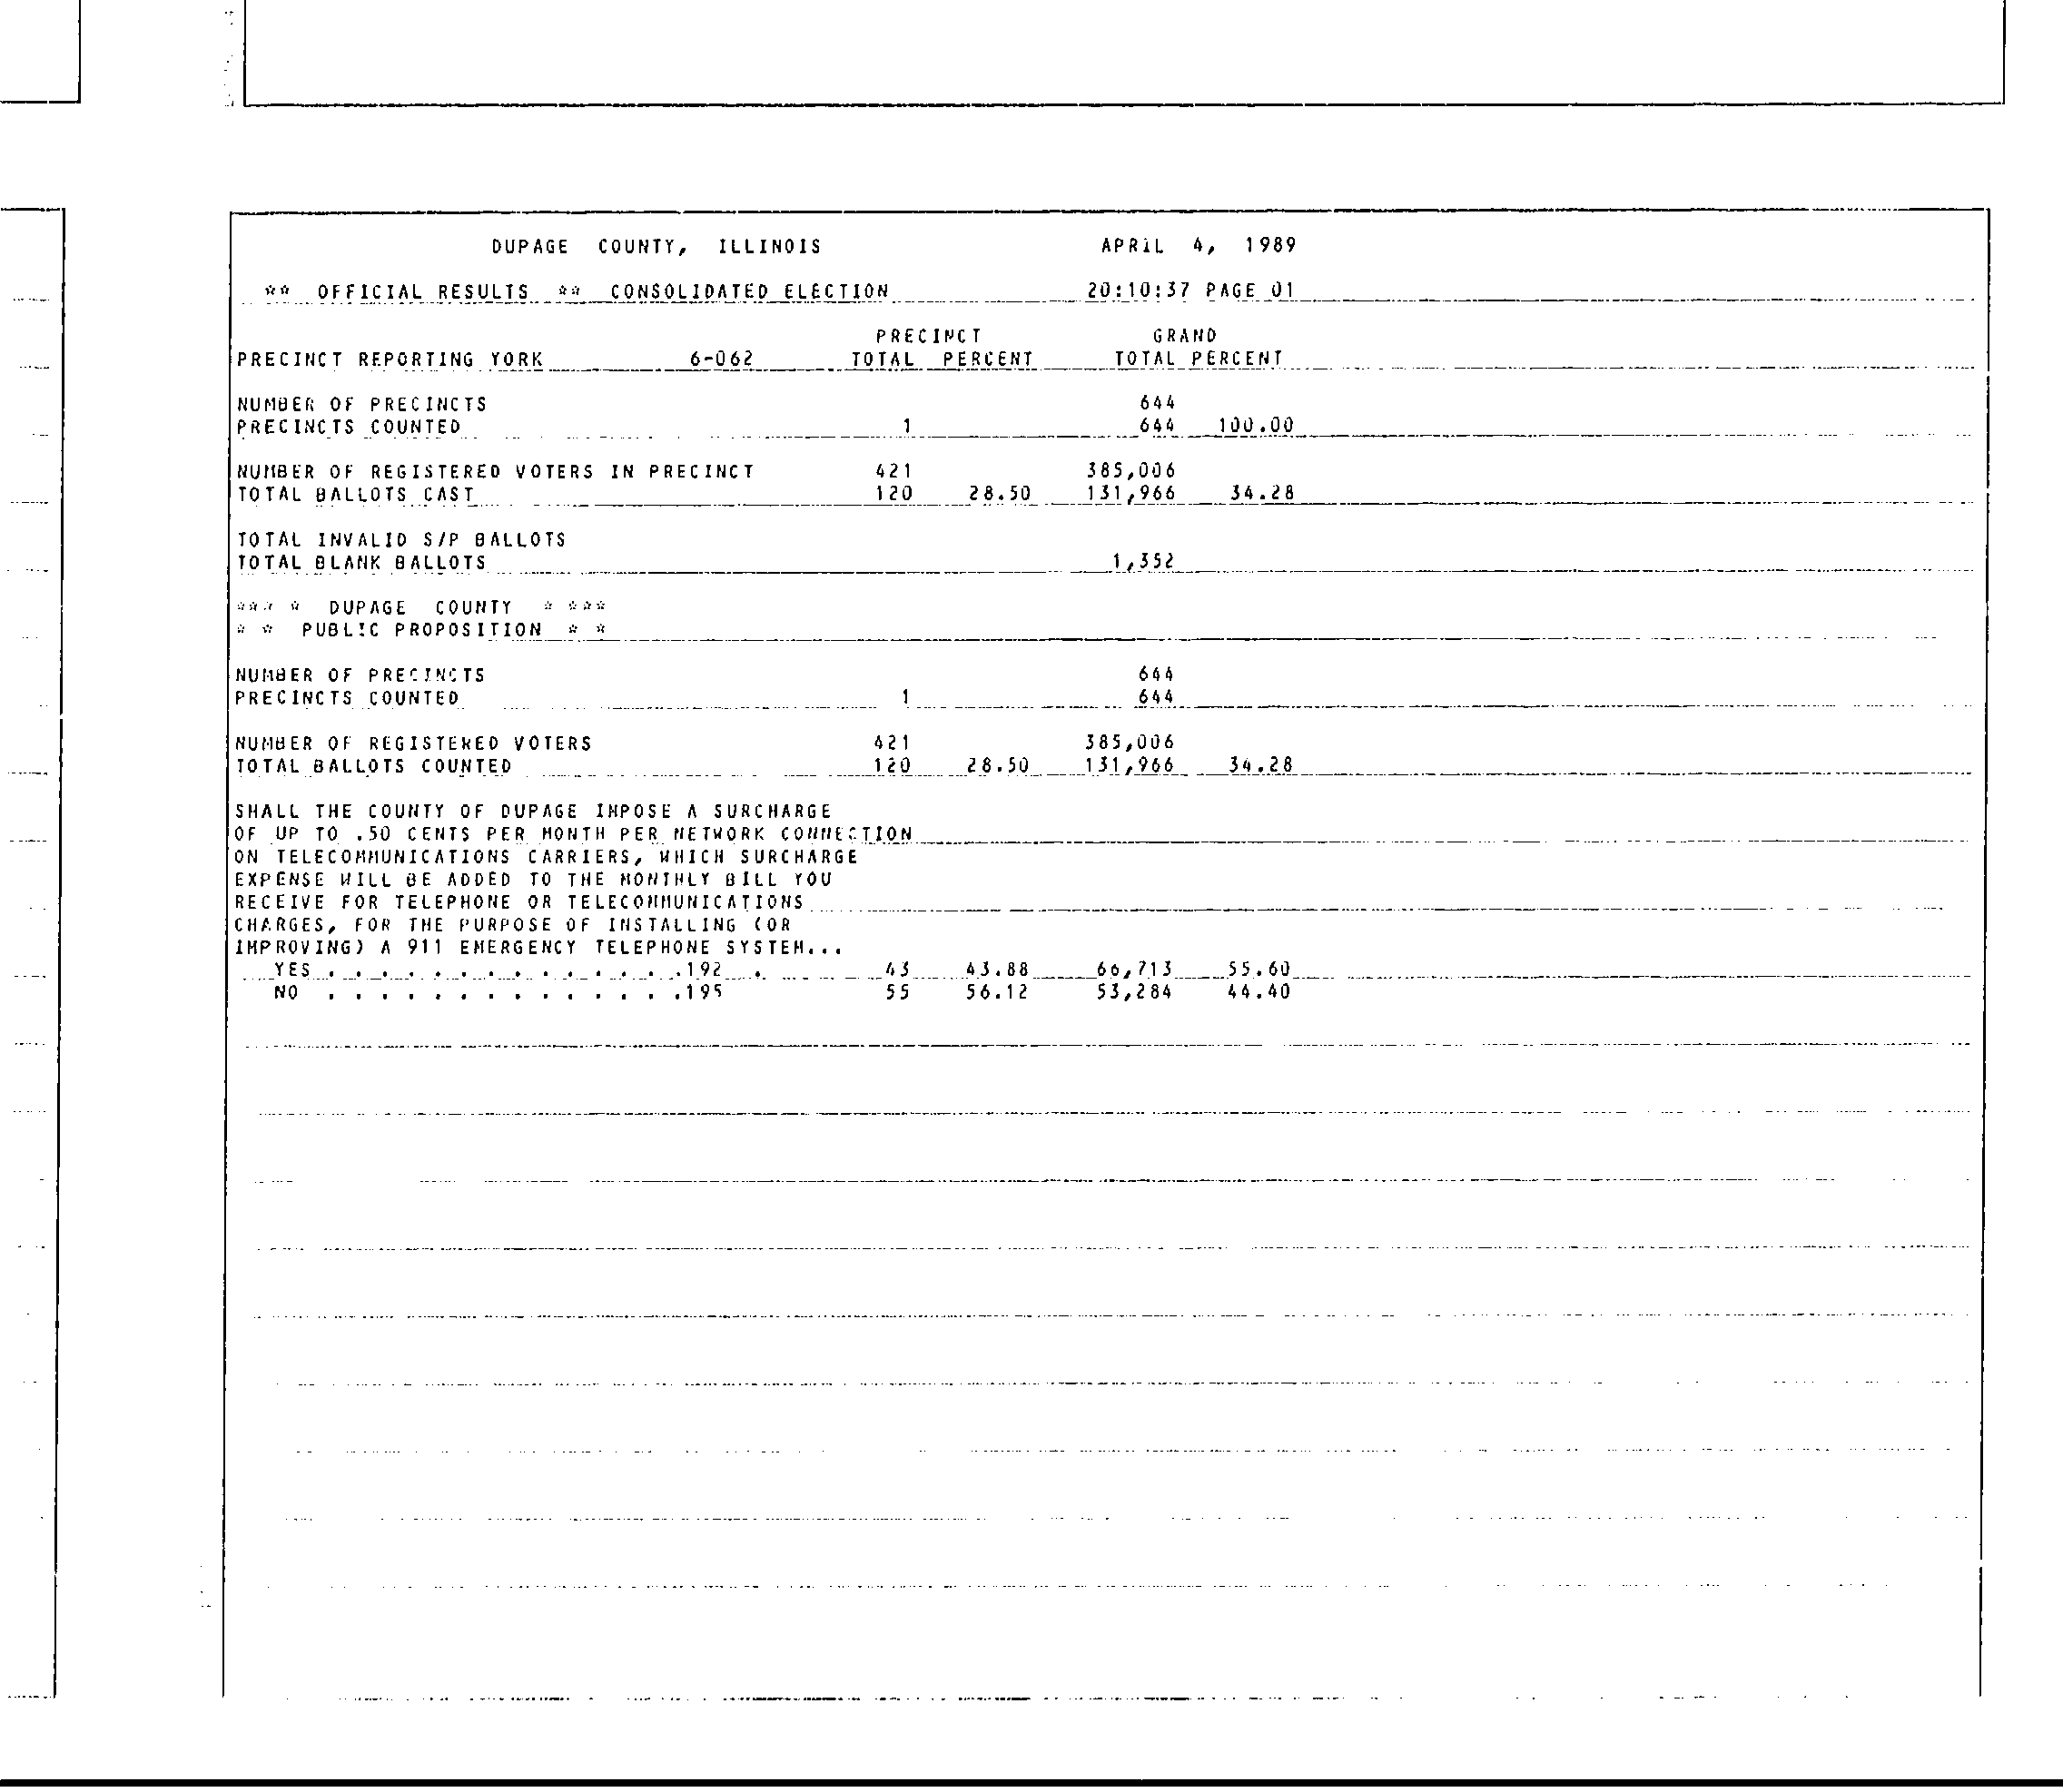 DUPAGE COUNTY, ILLINOIS APRIL 4, 1989
** OFFICIAL RESULTS ** CONSOLIDATED ELECTION 20:10:37 PAGE 01
PRECINCT GRAND
PRECINCT REPORTING YORK 6-062 TOTAL PERCENT TOTAL PERCENT
NUMBER OF PRECINCTS 644
PRECINCTS COUNTED 1 644 100.00
NUMBER OF REGISTERED VOTERS IN PRECINCT 421 385,006
TOTAL BALLOTS CAST 120 28.50 131,966 34.28
TOTAL INVALID S/P BALLOTS
TOTAL BLANK BALLOTS 1,352
*** * DUPAGE COUNTY * ***
* * PUBLIC PROPOSITION * *
NUMBER OF PRECINCTS 644
PRECINCTS COUNTED 1 644
NUMBER OF REGISTERED VOTERS 421 385,006
TOTAL BALLOTS COUNTED 120 28.50 131,966 34.28
SHALL THE COUNTY OF DUPAGE IMPOSE A SURCHARGE
OF UP TO .50 CENTS PER MONTH PER NETWORK CONNECTION
ON TELECOMMUNICATIONS CARRIERS, WHICH SURCHARGE
EXPENSE WILL BE ADDED TO THE MONTHLY BILL YOU
RECEIVE FOR TELEPHONE OR TELECOMMUNICATIONS
CHARGES, FOR THE PURPOSE OF INSTALLING (OR
IMPROVING) A 911 EMERGENCY TELEPHONE SYSTEM...
YES . . . . . . . . . . . . . .192 . 43 43.88 66,713 55.60
NO . . . . . . . . . . . . . .195 55 56.12 53,284 44.40